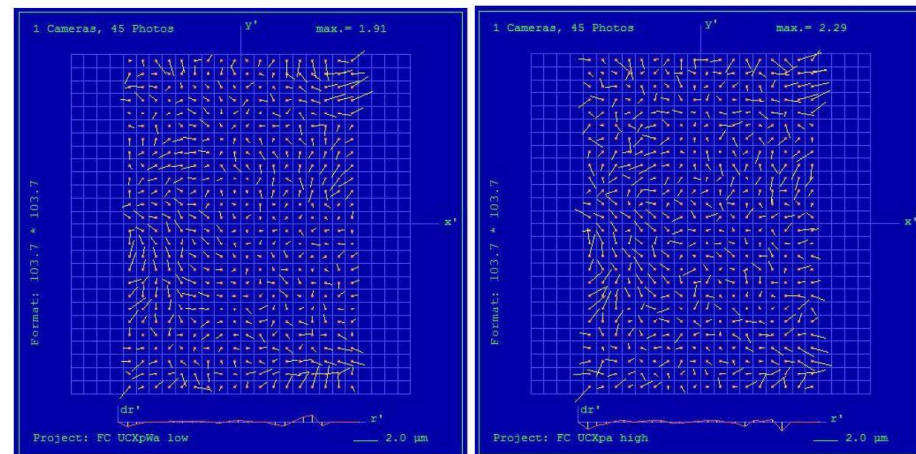 1 Cameras, 45 Photos max.= 1.91
y'
x'
Format: 103.7 * 103.7
dr'
r'
Project: FC UCXpWa low 2.0 µm
1 Cameras, 45 Photos max.= 2.29
y'
x'
Format: 103.7 * 103.7
dr'
r'
Project: FC UCXpa high 2.0 µm